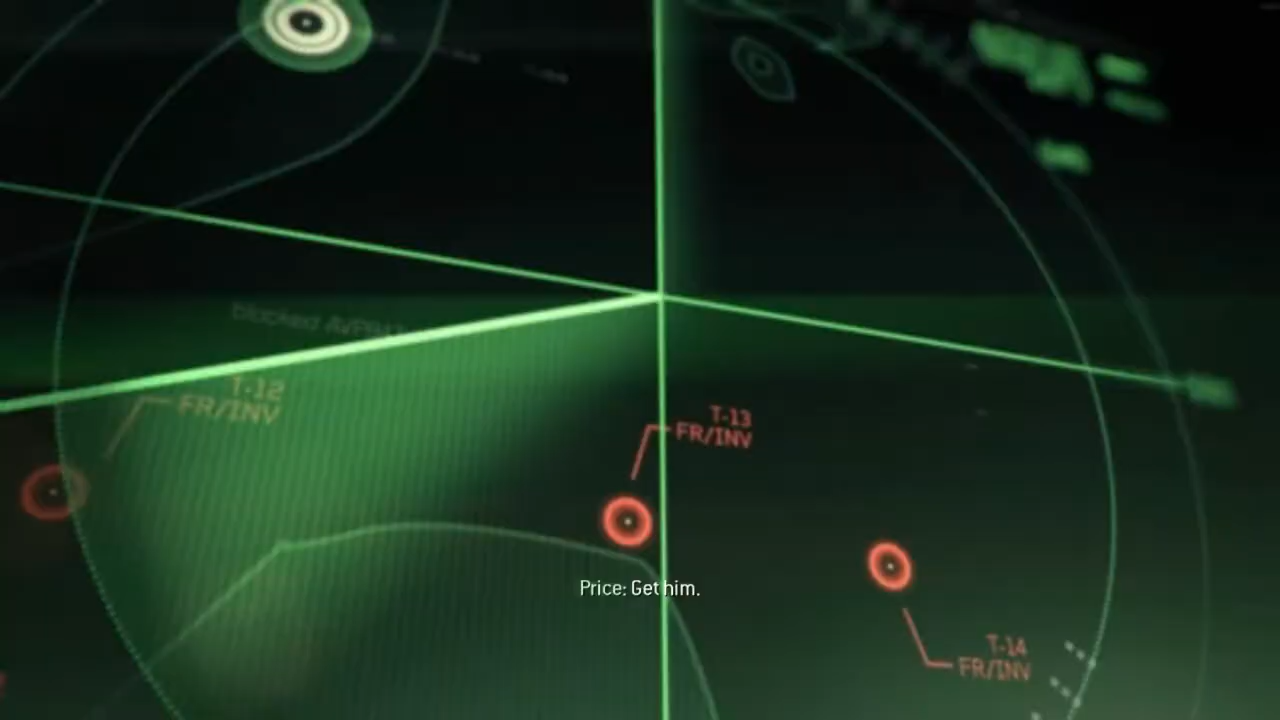 T-12
FR/INV
T-13
FR/INV
Price: Get him.
T-14
FR/INV